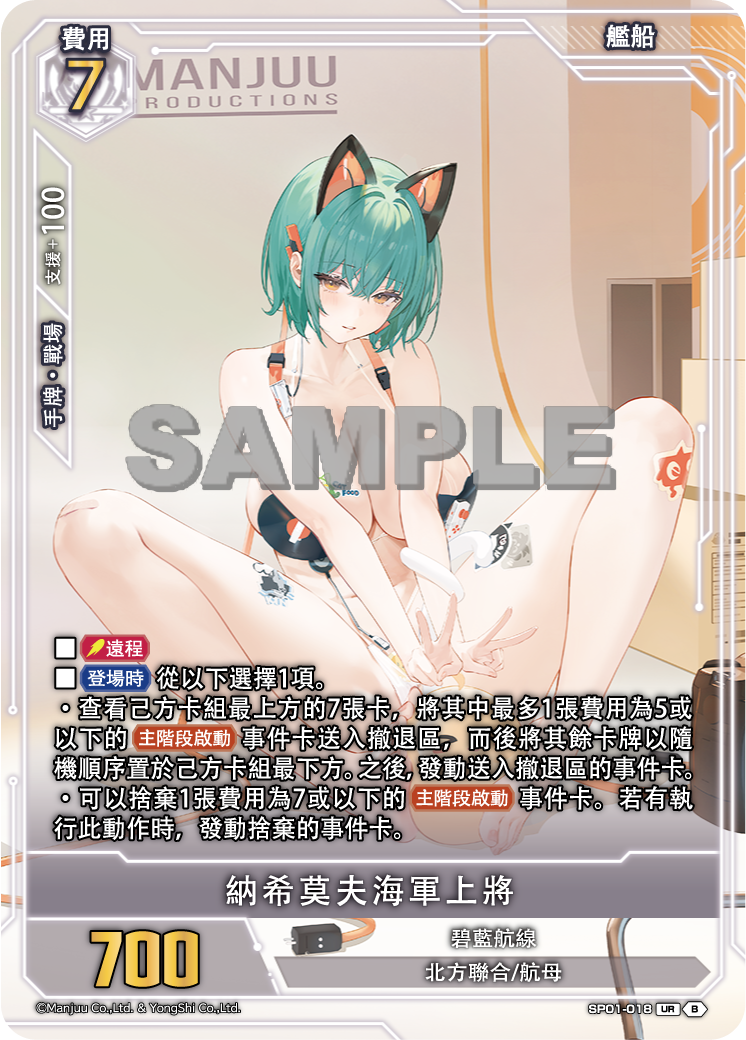 費用
艦船
7
MANJUU
PRODUCTIONS
支援+100
手牌・戰場
SAMPLE
遠程
登場時 從以下選擇1項。
・查看己方卡組最上方的7張卡，將其中最多1張費用為5或
以下的 主階段啟動 事件卡送入撤退區，而後將其餘卡牌以隨
機順序置於己方卡組最下方。之後，發動送入撤退區的事件卡。
・可以捨棄1張費用為7或以下的 主階段啟動 事件卡。若有執
行此動作時，發動捨棄的事件卡。
納希莫夫海軍上將
700
碧藍航線
北方聯合/航母
©Manjuu Co.,Ltd. & YongShi Co.,Ltd.
SP01-018 UR B